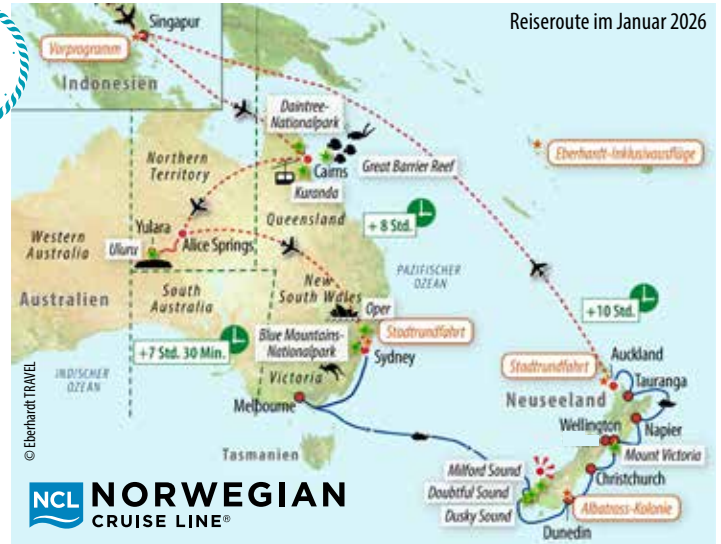 Reiseroute im Januar 2026
Singapur
Vorprogramm
Indonesien
Daintree-
Nationalpark
Eberhardt-Inklusivausflüge
Great Barrier Reef
Cairns
Kuranda
Northern
Territory
Queensland
+ 8 Std.
Yulara
Uluru
Alice Springs
Western
Australia
PAZIFISCHER
OZEAN
Australien
South
Australia
New
South Wales
Oper
+10 Std.
Stadtrundfahrt
Blue Mountains-
Nationalpark
Sydney
+7 Std. 30 Min.
Stadtrundfahrt
Auckland
Tauranga
INDISCHER
OZEAN
Victoria
Neuseeland
Melbourne
Napier
Wellington
Mount Victoria
Tasmanien
Milford Sound
Christchurch
Doubtful Sound
Dusky Sound
Albatross-Kolonie
Dunedin
© Eberhardt TRAVEL
NCL NORWEGIAN
CRUISE LINE®